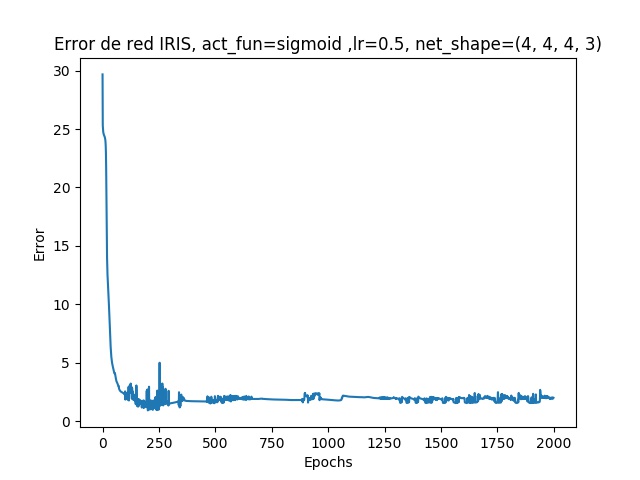 Error de red IRIS, act_fun=sigmoid ,lr=0.5, net_shape=(4, 4, 4, 3)
30
25
20
15
10
5
0
Error
0 250 500 750 1000 1250 1500 1750 2000
Epochs